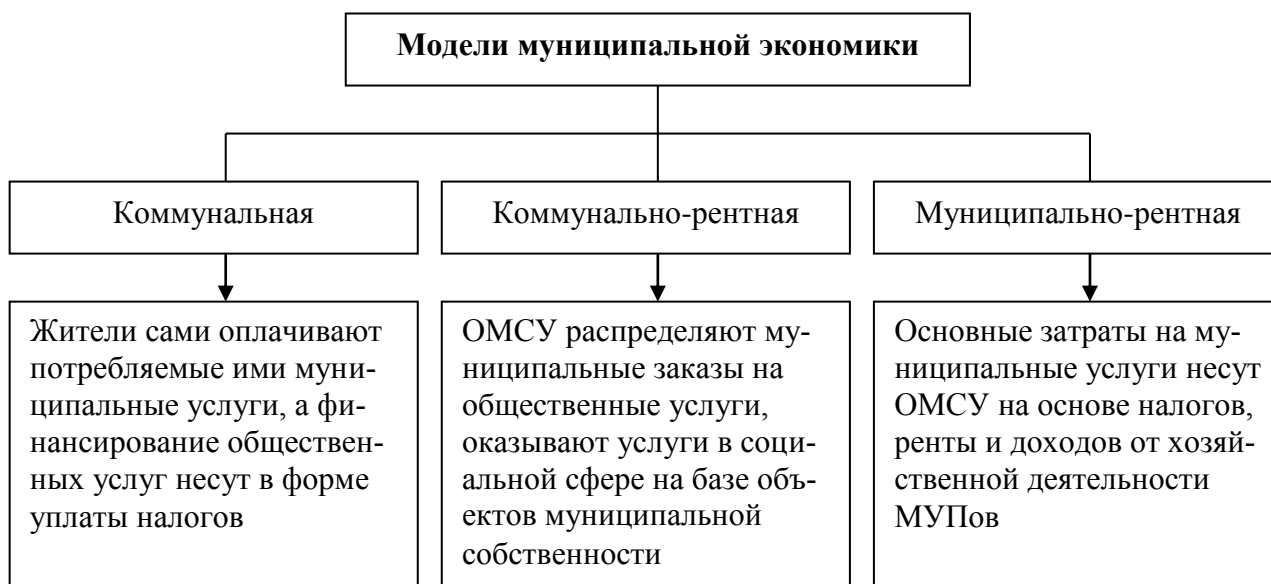 Модели муниципальной экономики
Коммунальная
Коммунально-рентная
Муниципально-рентная
Жители сами оплачивают
потребляемые ими муни-
ципальные услуги, а фи-
нансирование обществен-
ных услуг несут в форме
уплаты налогов
ОМСУ распределяют му-
ниципальные заказы на
общественные услуги,
оказывают услуги в соци-
альной сфере на базе объ-
ектов муниципальной
собственности
Основные затраты на му-
ниципальные услуги несут
ОМСУ на основе налогов,
ренты и доходов от хозяй-
ственной деятельности
МУПов